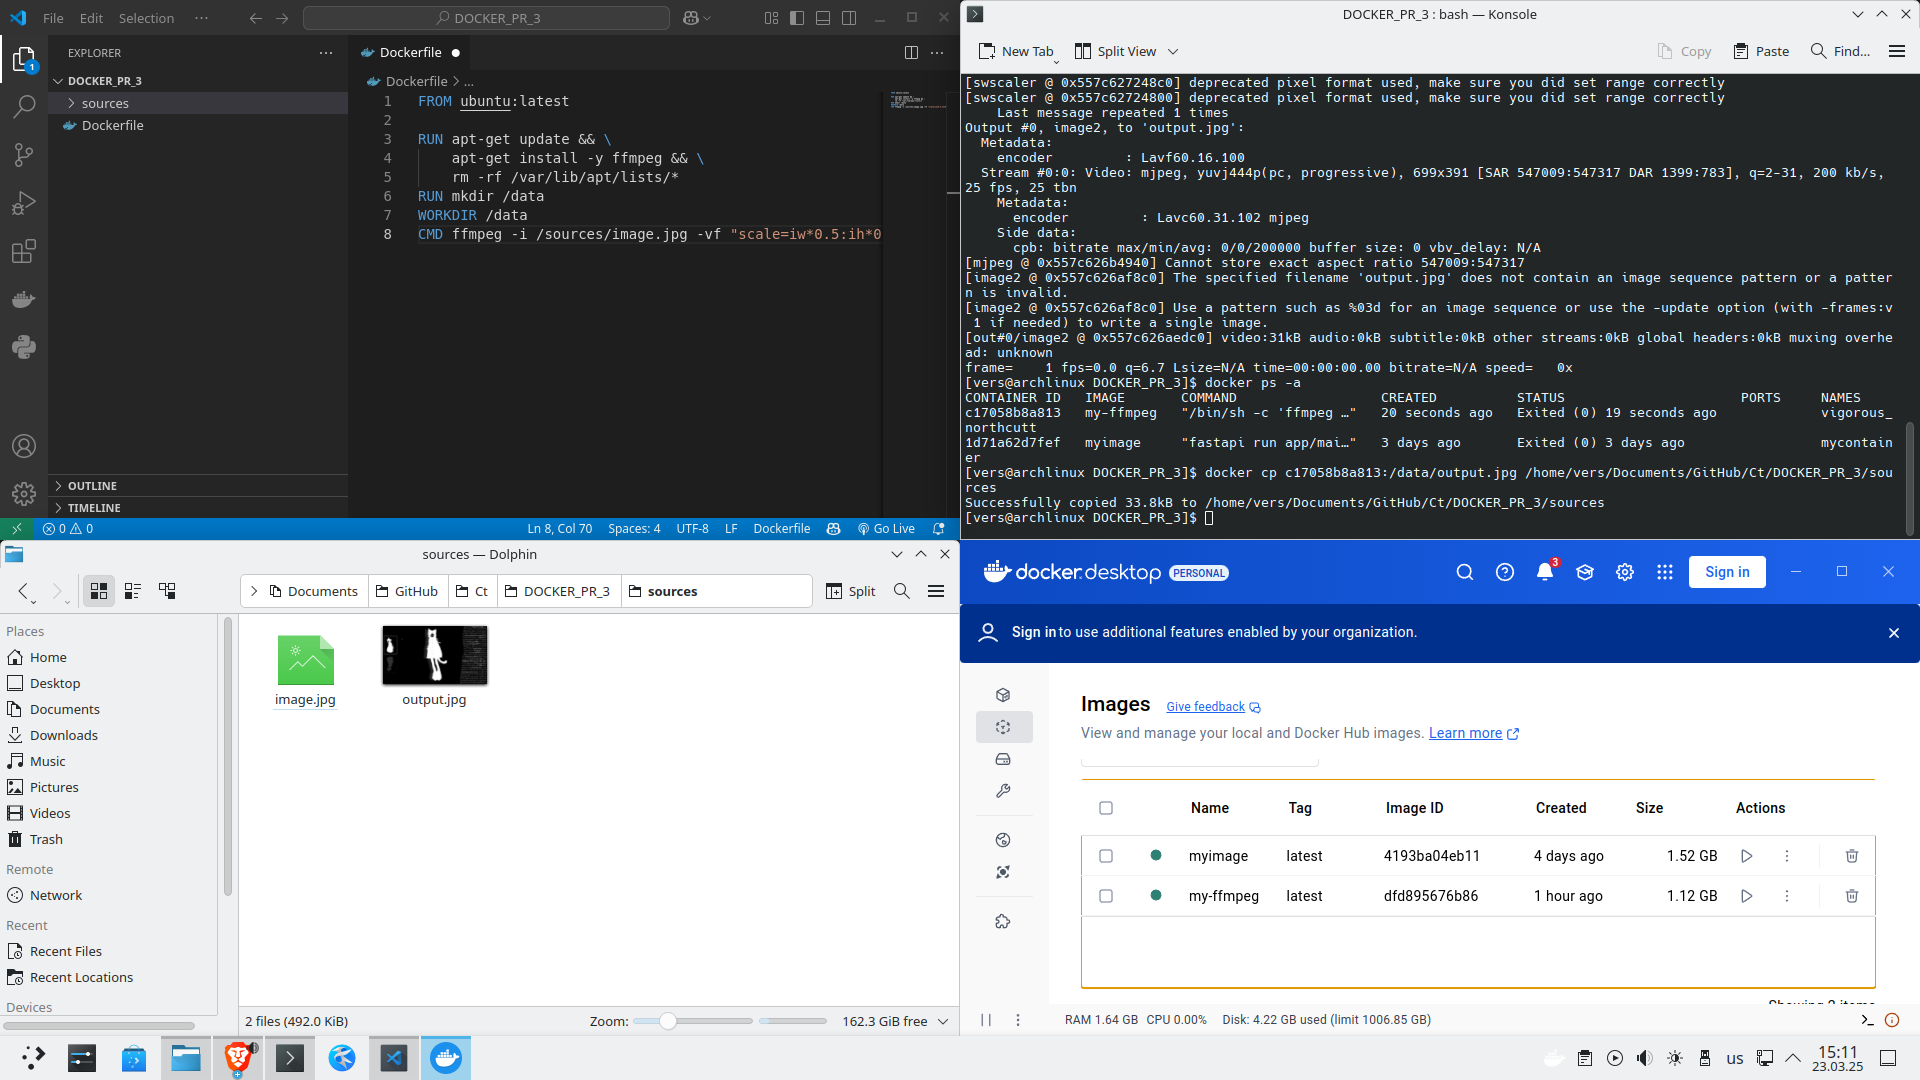 File Edit Selection ··· DOCKER_PR_3
EXPLORER
DOCKER_PR_3
sources
Dockerfile
OUTLINE
TIMELINE
Dockerfile
Dockerfile > ...
1 FROM ubuntu:latest
2
3 RUN apt-get update && \
4 apt-get install -y ffmpeg && \
5 rm -rf /var/lib/apt/lists/*
6 RUN mkdir /data
7 WORKDIR /data
8 CMD ffmpeg -i /sources/image.jpg -vf "scale=iw*0.5:ih*0
1
0 0 Ln 8, Col 70 Spaces: 4 UTF-8 LF Dockerfile Go Live
DOCKER_PR_3 : bash — Konsole
New Tab Split View Copy Paste Find...
[swscaler @ 0x557c627248c0] deprecated pixel format used, make sure you did set range correctly
[swscaler @ 0x557c62724800] deprecated pixel format used, make sure you did set range correctly
Last message repeated 1 times
Output #0, image2, to 'output.jpg':
Metadata:
encoder : Lavf60.16.100
Stream #0:0: Video: mjpeg, yuvj444p(pc, progressive), 699x391 [SAR 547009:547317 DAR 1399:783], q=2-31, 200 kb/s,
25 fps, 25 tbn
Metadata:
encoder : Lavc60.31.102 mjpeg
Side data:
cpb: bitrate max/min/avg: 0/0/200000 buffer size: 0 vbv_delay: N/A
[mjpeg @ 0x557c626b4940] Cannot store exact aspect ratio 547009:547317
[image2 @ 0x557c626af8c0] The specified filename 'output.jpg' does not contain an image sequence pattern or a patter
n is invalid.
[image2 @ 0x557c626af8c0] Use a pattern such as %03d for an image sequence or use the -update option (with -frames:v
1 if needed) to write a single image.
[out#0/image2 @ 0x557c626aedc0] video:31kB audio:0kB subtitle:0kB other streams:0kB global headers:0kB muxing overhe
ad: unknown
frame= 1 fps=0.0 q=6.7 Lsize=N/A time=00:00:00.00 bitrate=N/A speed= 0x
[vers@archlinux DOCKER_PR_3]$ docker ps -a
CONTAINER ID IMAGE COMMAND CREATED STATUS PORTS NAMES
c17058b8a813 my-ffmpeg "/bin/sh -c 'ffmpeg …" 20 seconds ago Exited (0) 19 seconds ago vigorous_
northcutt
1d71a62d7fef myimage "fastapi run app/mai…" 3 days ago Exited (0) 3 days ago mycontain
er
[vers@archlinux DOCKER_PR_3]$ docker cp c17058b8a813:/data/output.jpg /home/vers/Documents/GitHub/Ct/DOCKER_PR_3/sou
rces
Successfully copied 33.8kB to /home/vers/Documents/GitHub/Ct/DOCKER_PR_3/sources
[vers@archlinux DOCKER_PR_3]$
sources — Dolphin
Documents GitHub Ct DOCKER_PR_3 sources Split
Places
Home
Desktop
Documents
Downloads
Music
Pictures
Videos
Trash
Remote
Network
Recent
Recent Files
Recent Locations
Devices
image.jpg output.jpg
2 files (492.0 KiB) Zoom: 162.3 GiB free
docker.desktop PERSONAL 3 Sign in
Sign in to use additional features enabled by your organization.
Images Give feedback
View and manage your local and Docker Hub images. Learn more
Name Tag Image ID Created Size Actions
myimage latest 4193ba04eb11 4 days ago 1.52 GB
my-ffmpeg latest dfd895676b86 1 hour ago 1.12 GB
Showing 2 items
RAM 1.64 GB CPU 0.00% Disk: 4.22 GB used (limit 1006.85 GB)
us 15:11
23.03.25